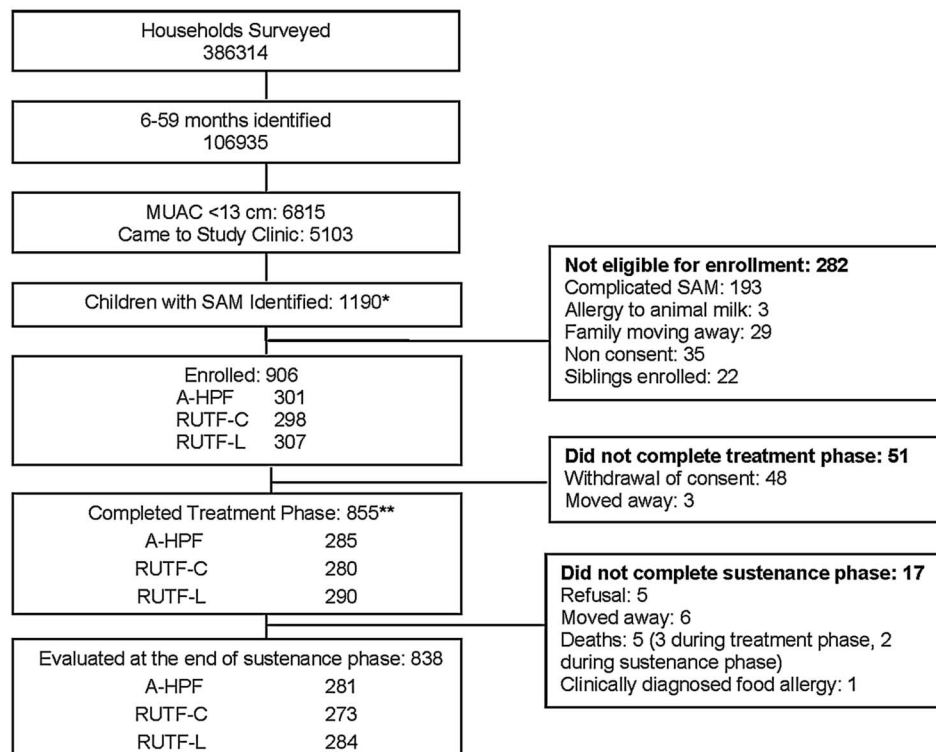 Households Surveyed
386314
6-59 months identified
106935
MUAC <13 cm: 6815
Came to Study Clinic: 5103
Children with SAM Identified: 1190*
Not eligible for enrollment: 282
Complicated SAM: 193
Allergy to animal milk: 3
Family moving away: 29
Non consent: 35
Siblings enrolled: 22
Enrolled: 906
A-HPF 301
RUTF-C 298
RUTF-L 307
Did not complete treatment phase: 51
Withdrawal of consent: 48
Moved away: 3
Completed Treatment Phase: 855**
A-HPF 285
RUTF-C 280
RUTF-L 290
Did not complete sustenance phase: 17
Refusal: 5
Moved away: 6
Deaths: 5 (3 during treatment phase, 2
during sustenance phase)
Clinically diagnosed food allergy: 1
Evaluated at the end of sustenance phase: 838
A-HPF 281
RUTF-C 273
RUTF-L 284